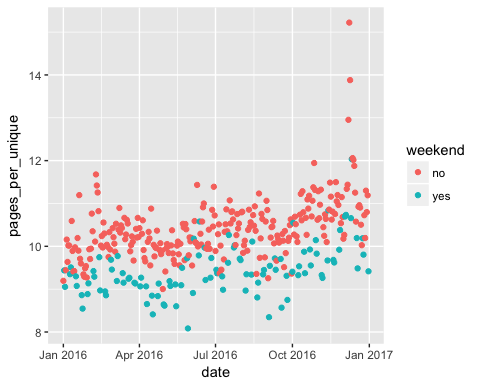 14
12
10
8
pages_per_unique
Jan 2016
Apr 2016
Jul 2016
Oct 2016
Jan 2017
date
weekend
no
yes